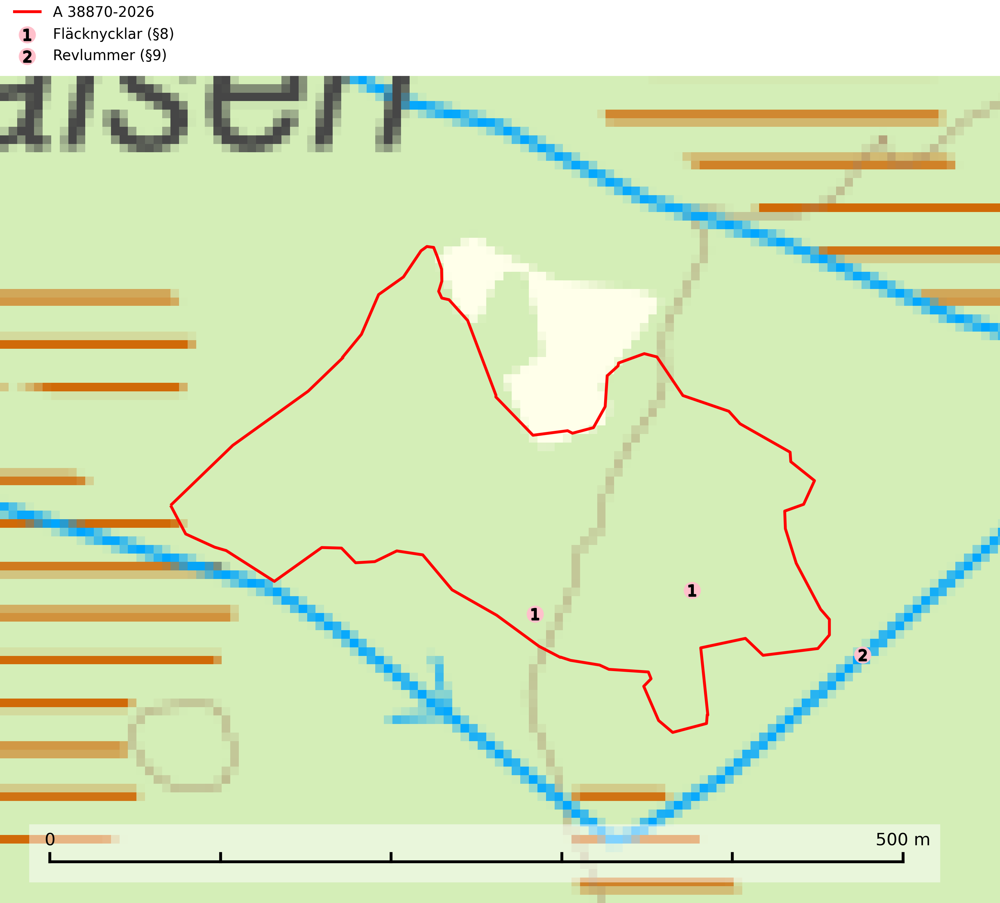 A 38870-2026
1 Fläcknycklar (§8)
2 Revlummer (§9)
1
1
2
0 500 m